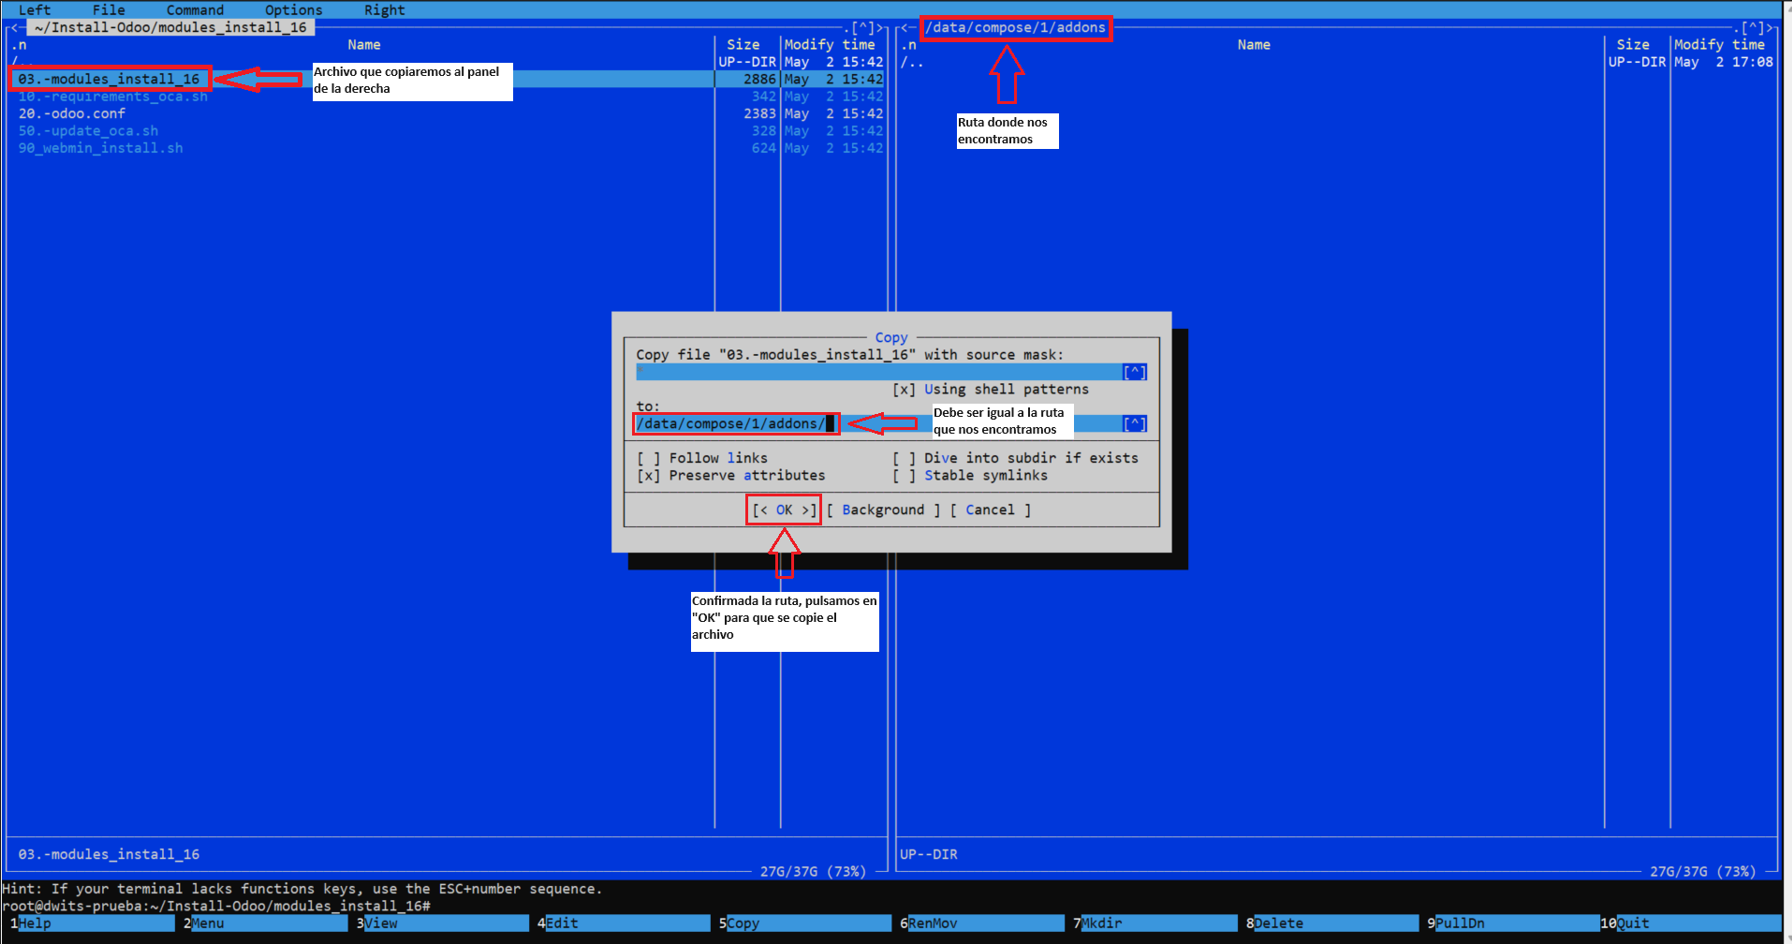 Left File Command Options Right
<─ ~/Install-Odoo/modules_install_16 .[^]>
.n Name Size Modify time
/.. UP--DIR May 2 15:42
03.-modules_install_16 2886 May 2 15:42
10.-requirements_oca.sh 342 May 2 15:42
20.-odoo.conf 2383 May 2 15:42
50.-update_oca.sh 328 May 2 15:42
90_webmin_install.sh 624 May 2 15:42
Archivo que copiaremos al panel
de la derecha
<─ /data/compose/1/addons .[^]>
.n Name Size Modify time
/.. UP--DIR May 2 17:08
Ruta donde nos
encontramos
Copy
Copy file "03.-modules_install_16" with source mask:
* [^]
[x] Using shell patterns
to:
/data/compose/1/addons/ [^]
Debe ser igual a la ruta
que nos encontramos
[ ] Follow links [ ] Dive into subdir if exists
[x] Preserve attributes [ ] Stable symlinks
[< OK >] [ Background ] [ Cancel ]
Confirmada la ruta, pulsamos en
"OK" para que se copie el
archivo
03.-modules_install_16
27G/37G (73%)
UP--DIR
27G/37G (73%)
Hint: If your terminal lacks functions keys, use the ESC+number sequence.
root@dwits-prueba:~/Install-Odoo/modules_install_16#
1Help 2Menu 3View 4Edit 5Copy 6RenMov 7Mkdir 8Delete 9PullDn 10Quit